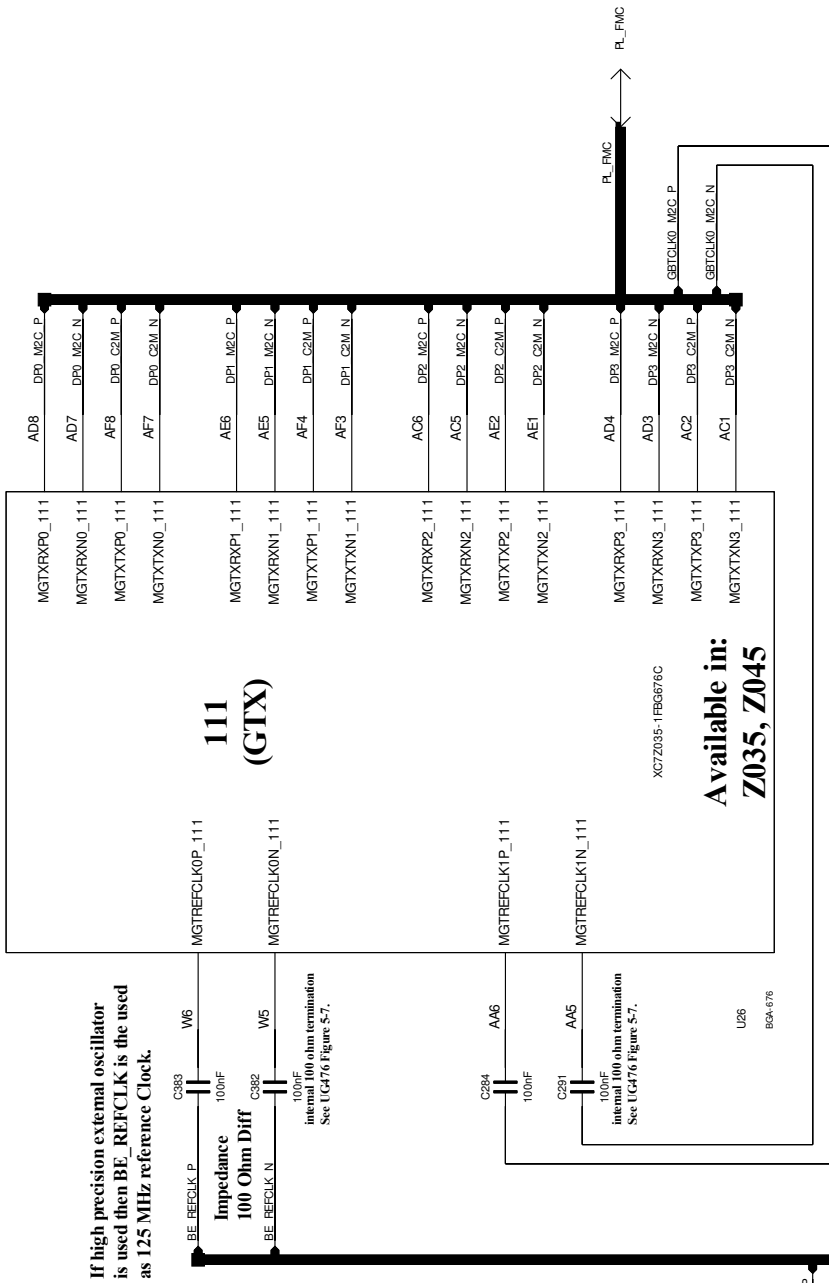 If high precision external oscillator
is used then BE_REFCLK is the used
as 125 MHz reference Clock.
BE_REFCLK_P
C383
100nF
W6
MGTREFCLK0P_111
Impedance
100 Ohm Diff
BE_REFCLK_N
C382
100nF
W5
MGTREFCLK0N_111
internal 100 ohm termination
See UG476 Figure 5-7.
C284
100nF
AA6
MGTREFCLK1P_111
C291
100nF
AA5
MGTREFCLK1N_111
internal 100 ohm termination
See UG476 Figure 5-7.
U26
BGA-676
111
(GTX)
XC7Z035-1FBG676C
Available in:
Z035, Z045
MGTXRXP0_111 AD8 DP0_M2C_P
MGTXRXN0_111 AD7 DP0_M2C_N
MGTXTXP0_111 AF8 DP0_C2M_P
MGTXTXN0_111 AF7 DP0_C2M_N
MGTXRXP1_111 AE6 DP1_M2C_P
MGTXRXN1_111 AE5 DP1_M2C_N
MGTXTXP1_111 AF4 DP1_C2M_P
MGTXTXN1_111 AF3 DP1_C2M_N
MGTXRXP2_111 AC6 DP2_M2C_P
MGTXRXN2_111 AC5 DP2_M2C_N
MGTXTXP2_111 AE2 DP2_C2M_P
MGTXTXN2_111 AE1 DP2_C2M_N
MGTXRXP3_111 AD4 DP3_M2C_P
MGTXRXN3_111 AD3 DP3_M2C_N
MGTXTXP3_111 AC2 DP3_C2M_P
MGTXTXN3_111 AC1 DP3_C2M_N
PL_FMC
PL_FMC
GBTCLK0_M2C_P
GBTCLK0_M2C_N